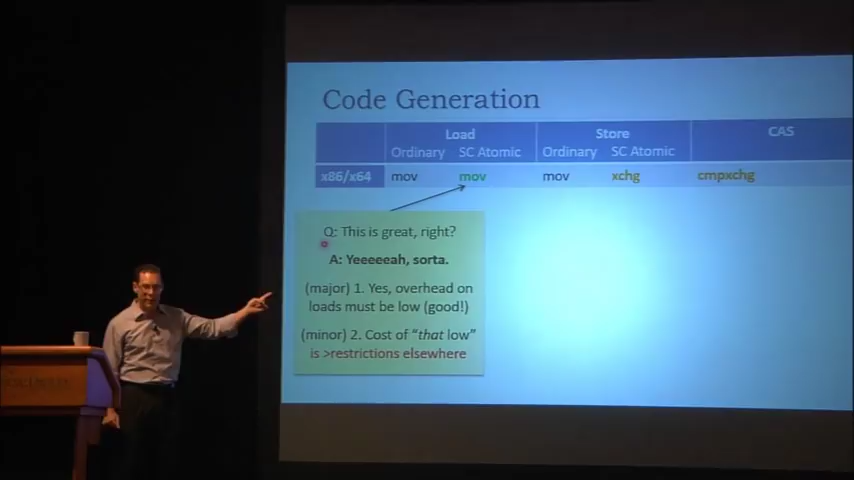 Code Generation
Load Store CAS
Ordinary SC Atomic Ordinary SC Atomic
x86/x64 mov mov mov xchg cmpxchg
Q: This is great, right?
A: Yeeeeeah, sorta.
(major) 1. Yes, overhead on
loads must be low (good!)
(minor) 2. Cost of “that low”
is >restrictions elsewhere